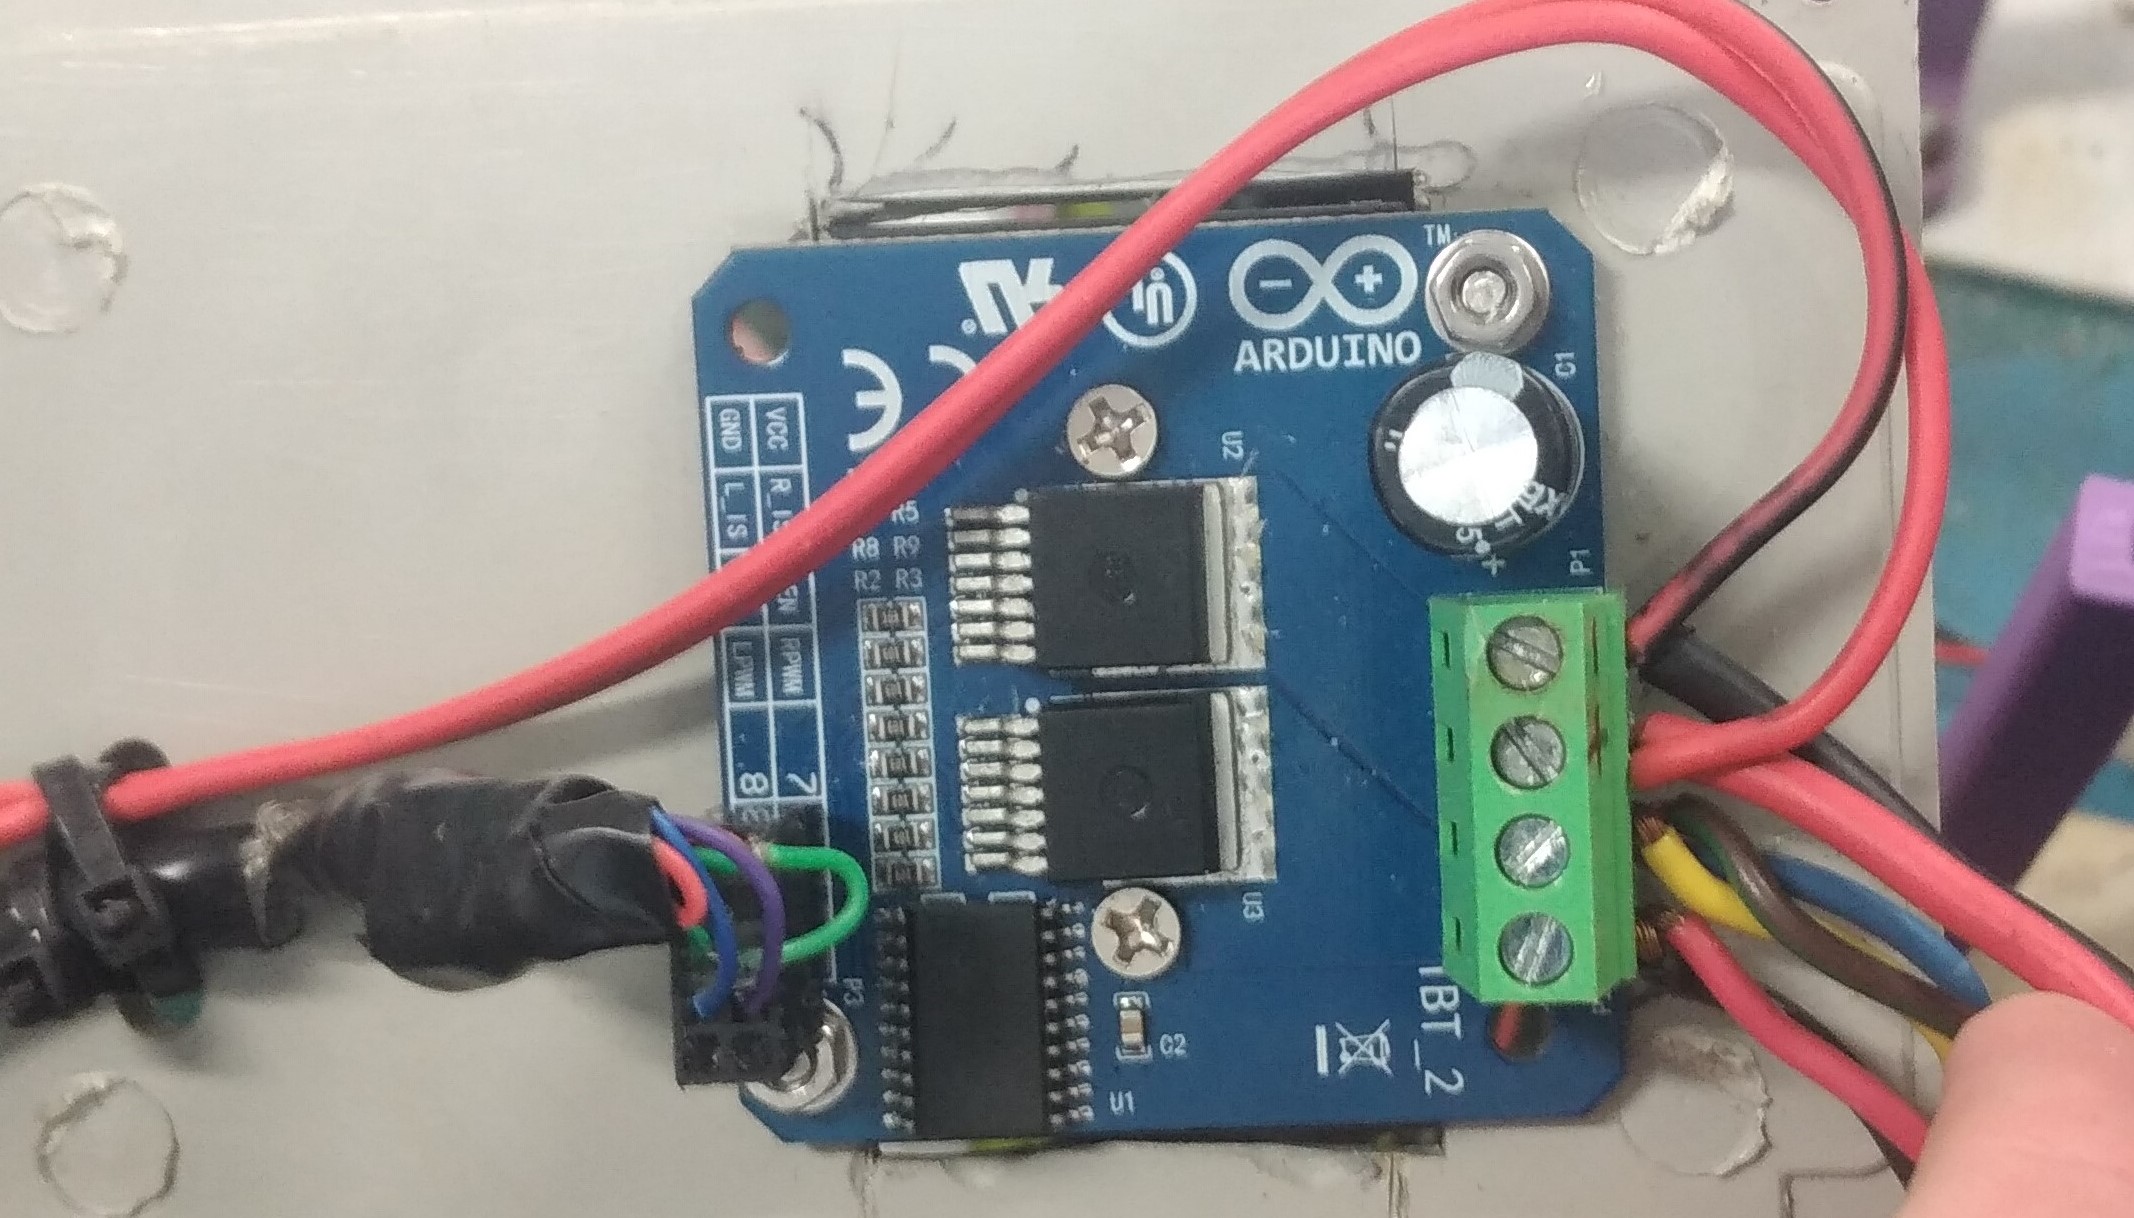 TM
ARDUINO
C1
P1
U2
VCC
R_IS
RPWM
7
GND
L_IS
LPWM
8
R5
R8 R9
R2 R3
U3
P3
C2
U1
IBT_2